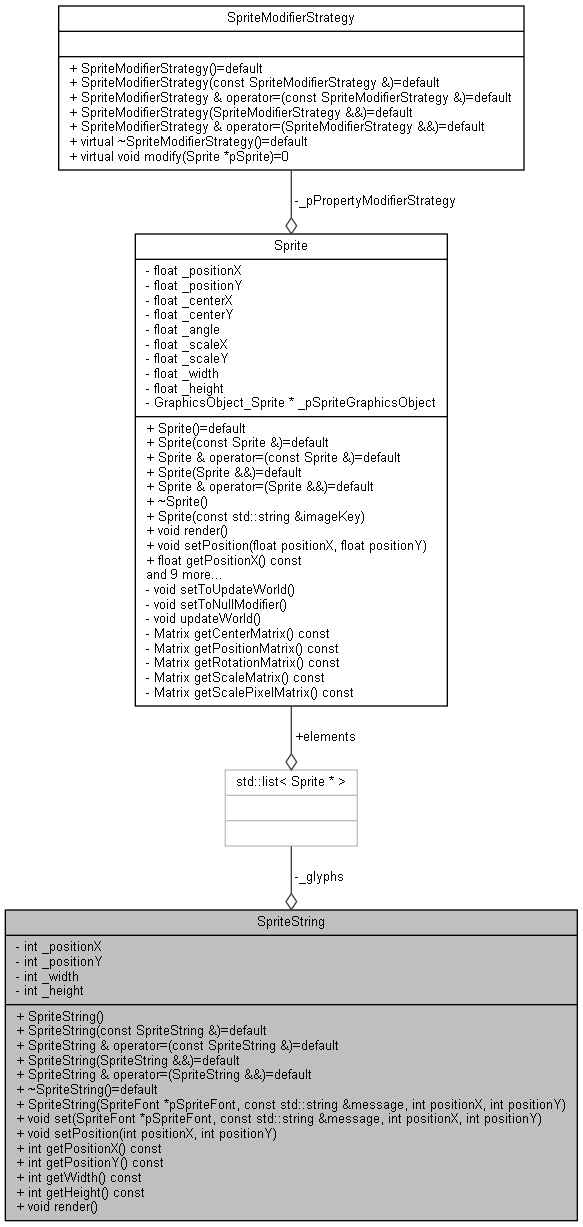 SpriteModifierStrategy
+ SpriteModifierStrategy()=default
+ SpriteModifierStrategy(const SpriteModifierStrategy &)=default
+ SpriteModifierStrategy & operator=(const SpriteModifierStrategy &)=default
+ SpriteModifierStrategy(SpriteModifierStrategy &&)=default
+ SpriteModifierStrategy & operator=(SpriteModifierStrategy &&)=default
+ virtual ~SpriteModifierStrategy()=default
+ virtual void modify(Sprite *pSprite)=0
-_pPropertyModifierStrategy
Sprite
- float _positionX
- float _positionY
- float _centerX
- float _centerY
- float _angle
- float _scaleX
- float _scaleY
- float _width
- float _height
- GraphicsObject_Sprite * _pSpriteGraphicsObject
+ Sprite()=default
+ Sprite(const Sprite &)=default
+ Sprite & operator=(const Sprite &)=default
+ Sprite(Sprite &&)=default
+ Sprite & operator=(Sprite &&)=default
+ ~Sprite()
+ Sprite(const std::string &imageKey)
+ void render()
+ void setPosition(float positionX, float positionY)
+ float getPositionX() const
and 9 more...
- void setToUpdateWorld()
- void setToNullModifier()
- void updateWorld()
- Matrix getCenterMatrix() const
- Matrix getPositionMatrix() const
- Matrix getRotationMatrix() const
- Matrix getScaleMatrix() const
- Matrix getScalePixelMatrix() const
+elements
std::list< Sprite * >
-_glyphs
SpriteString
- int _positionX
- int _positionY
- int _width
- int _height
+ SpriteString()
+ SpriteString(const SpriteString &)=default
+ SpriteString & operator=(const SpriteString &)=default
+ SpriteString(SpriteString &&)=default
+ SpriteString & operator=(SpriteString &&)=default
+ ~SpriteString()=default
+ SpriteString(SpriteFont *pSpriteFont, const std::string &message, int positionX, int positionY)
+ void set(SpriteFont *pSpriteFont, const std::string &message, int positionX, int positionY)
+ void setPosition(int positionX, int positionY)
+ int getPositionX() const
+ int getPositionY() const
+ int getWidth() const
+ int getHeight() const
+ void render()